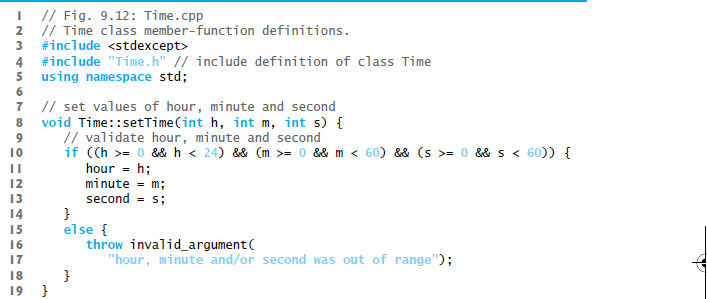 1 // Fig. 9.12: Time.cpp
2 // Time class member-function definitions.
3 #include <stdexcept>
4 #include "Time.h" // include definition of class Time
5 using namespace std;
6
7 // set values of hour, minute and second
8 void Time::setTime(int h, int m, int s) {
9 // validate hour, minute and second
10 if ((h >= 0 && h < 24) && (m >= 0 && m < 60) && (s >= 0 && s < 60)) {
11 hour = h;
12 minute = m;
13 second = s;
14 }
15 else {
16 throw invalid_argument(
17 "hour, minute and/or second was out of range");
18 }
19 }